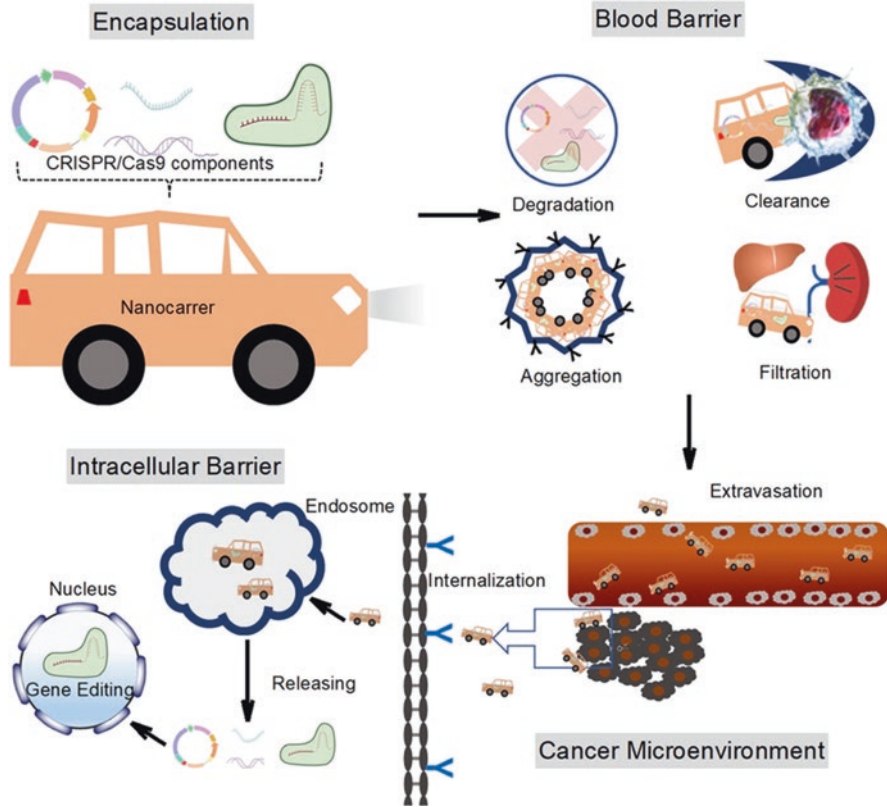 Encapsulation
CRISPR/Cas9 components
Nanocarrer
Blood Barrier
Degradation
Clearance
Aggregation
Filtration
Extravasation
Internalization
Cancer Microenvironment
Intracellular Barrier
Endosome
Releasing
Nucleus
Gene Editing